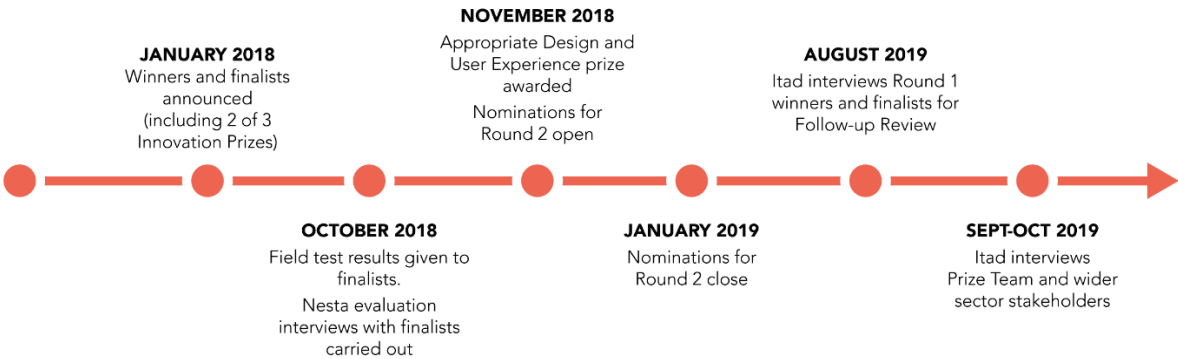 JANUARY 2018
Winners and finalists
announced
(including 2 of 3
Innovation Prizes)
OCTOBER 2018
Field test results given to
finalists.
Nesta evaluation
interviews with finalists
carried out
NOVEMBER 2018
Appropriate Design and
User Experience prize
awarded
Nominations for
Round 2 open
JANUARY 2019
Nominations for
Round 2 close
AUGUST 2019
Itad interviews Round 1
winners and finalists for
Follow-up Review
SEPT-OCT 2019
Itad interviews
Prize Team and wider
sector stakeholders